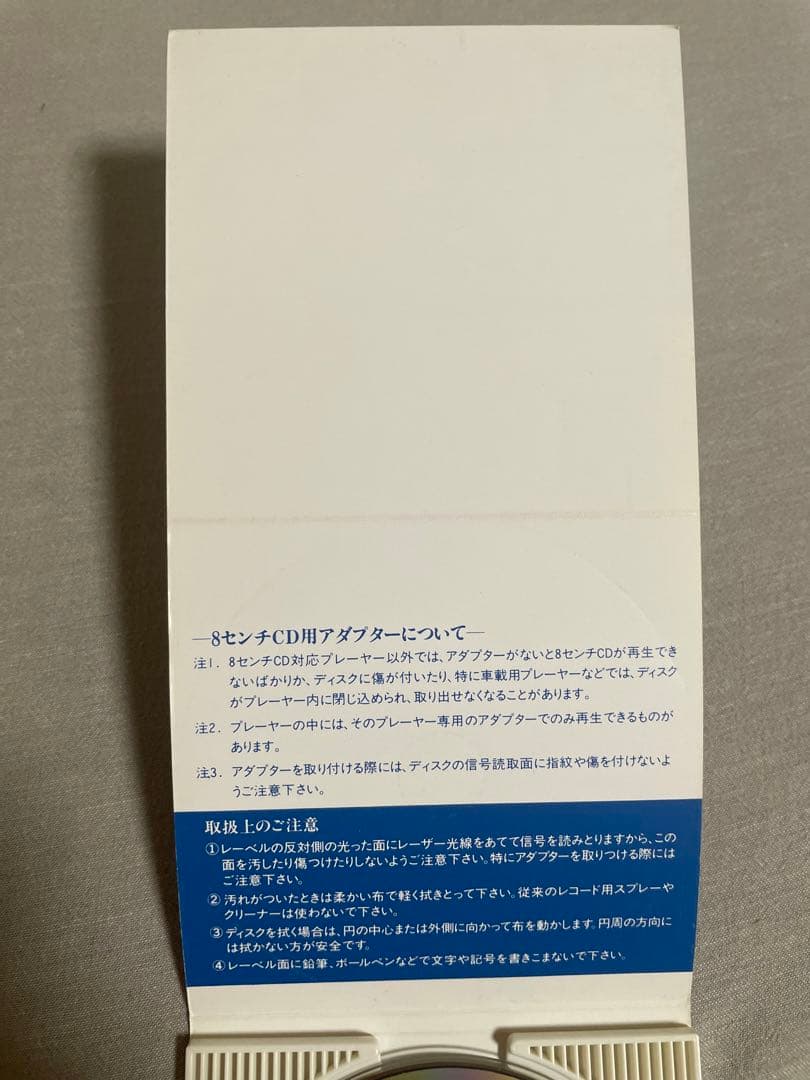 ―8センチCD用アダプターについて―
注1. 8センチCD対応プレーヤー以外では、アダプターがないと8センチCDが再生でき
ないばかりか、ディスクに傷が付いたり、特に車載用プレーヤーなどでは、ディスク
がプレーヤー内に閉じ込められ、取り出せなくなることがあります。
注2. プレーヤーの中には、そのプレーヤー専用のアダプターでのみ再生できるものが
あります。
注3. アダプターを取り付ける際には、ディスクの信号読取面に指紋や傷を付けないよ
うご注意下さい。
取扱上のご注意
①レーベルの反対側の光った面にレーザー光線をあてて信号を読みとりますから、この
面を汚したり傷つけたりしないようご注意下さい。特にアダプターを取りつける際には
ご注意下さい。
②汚れがついたときは柔かい布で軽く拭きとって下さい。従来のレコード用スプレーや
クリーナーは使わないで下さい。
③ディスクを拭く場合は、円の中心または外側に向かって布を動かします。円周の方向に
は拭かない方が安全です。
④レーベル面に鉛筆、ボールペンなどで文字や記号を書きこまないで下さい。